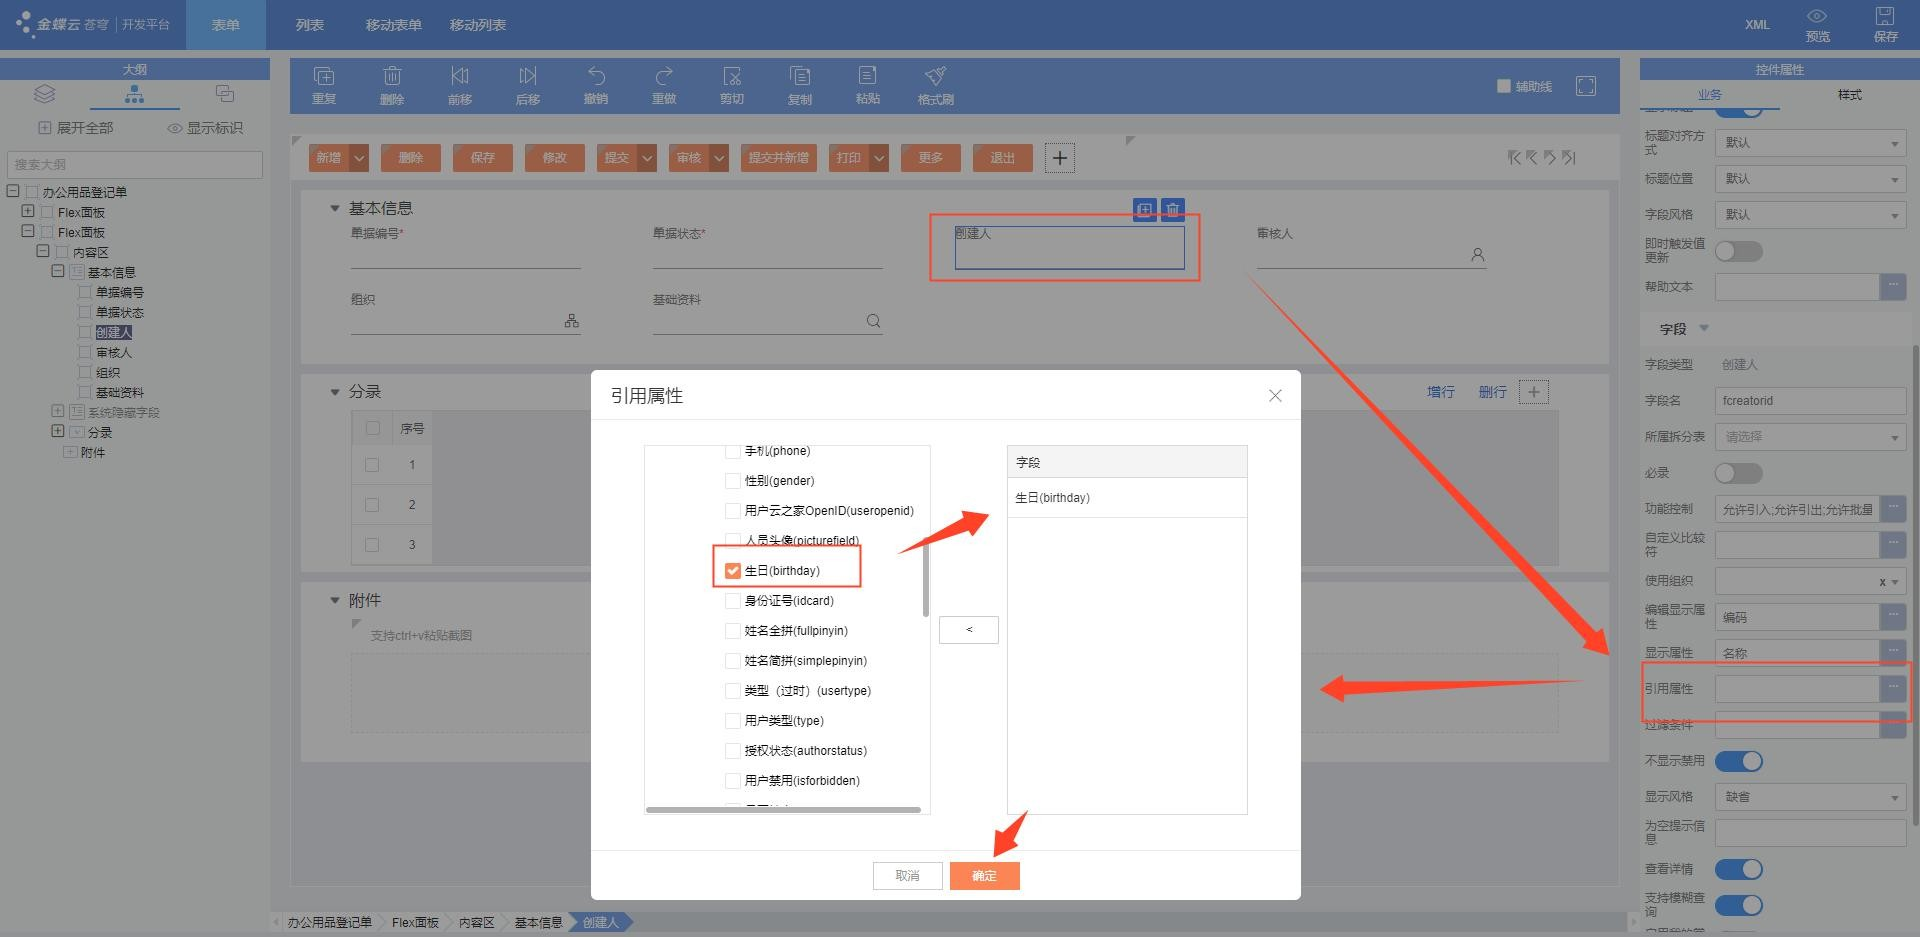 金蝶云 苍穹 | 开发平台
表单
列表
移动表单
移动列表
XML
预览
保存
大纲
展开全部
显示标识
搜索大纲
办公用品登记单
Flex面板
Flex面板
内容区
基本信息
单据编号
单据状态
创建人
审核人
组织
基础资料
系统隐藏字段
分录
附件
重复
删除
前移
后移
撤销
重做
剪切
复制
粘贴
格式刷
辅助线
新增
删除
保存
修改
提交
审核
提交并新增
打印
更多
退出
基本信息
单据编号*
单据状态*
创建人
审核人
组织
基础资料
分录
增行
删行
序号
1
2
3
附件
支持ctrl+v粘贴截图
引用属性
手机(phone)
性别(gender)
用户云之家OpenID(useropenid)
人员头像(picturefield)
生日(birthday)
身份证号(idcard)
姓名全拼(fullpinyin)
姓名简拼(simplepinyin)
类型（过时）(usertype)
用户类型(type)
授权状态(authorstatus)
用户禁用(isforbidden)
<
字段
生日(birthday)
取消
确定
办公用品登记单
Flex面板
内容区
基本信息
创建人
控件属性
业务
样式
标题对齐方式
默认
标题位置
默认
字段风格
默认
即时触发值更新
帮助文本
...
字段
字段类型
创建人
字段名
fcreatorid
所属拆分表
请选择
必录
功能控制
允许引入;允许引出;允许批量
...
自定义比较符
...
使用组织
x
编辑显示属性
编码
...
显示属性
名称
...
引用属性
...
过滤条件
...
不显示禁用
显示风格
缺省
为空提示信息
查看详情
支持模糊查询